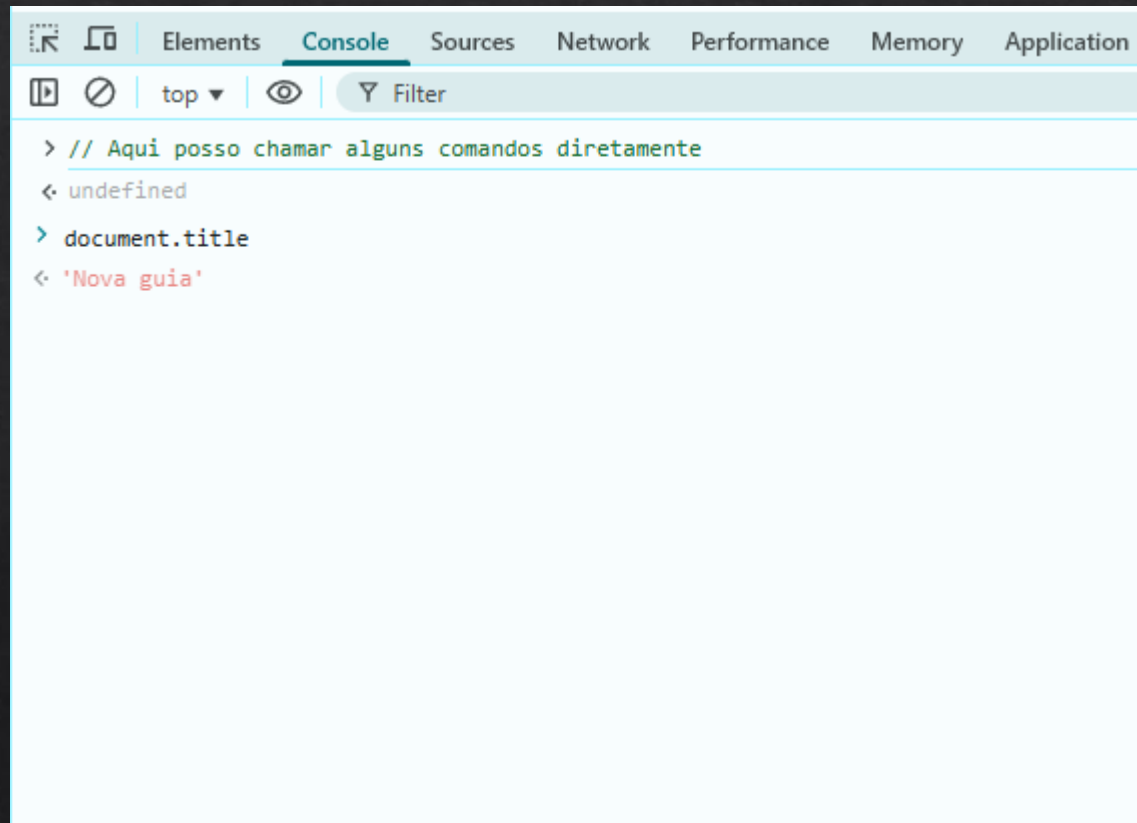 Elements Console Sources Network Performance Memory Application
top Filter
> // Aqui posso chamar alguns comandos diretamente
undefined
> document.title
'Nova guia'